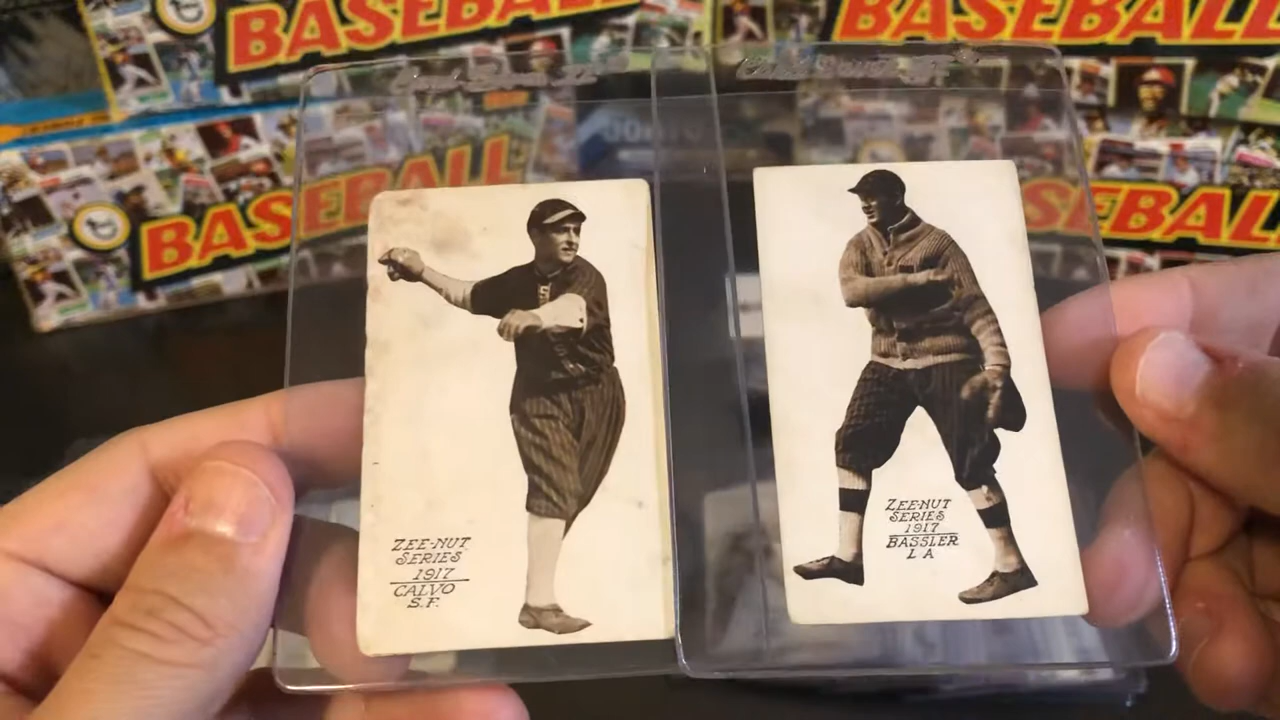 BASEBALL
BASEBALL
BASEBALL
BASEBALL
ZEE-NUT
SERIES
1917
CALVO
S.F.
ZEE-NUT
SERIES
1917
BASSLER
L A